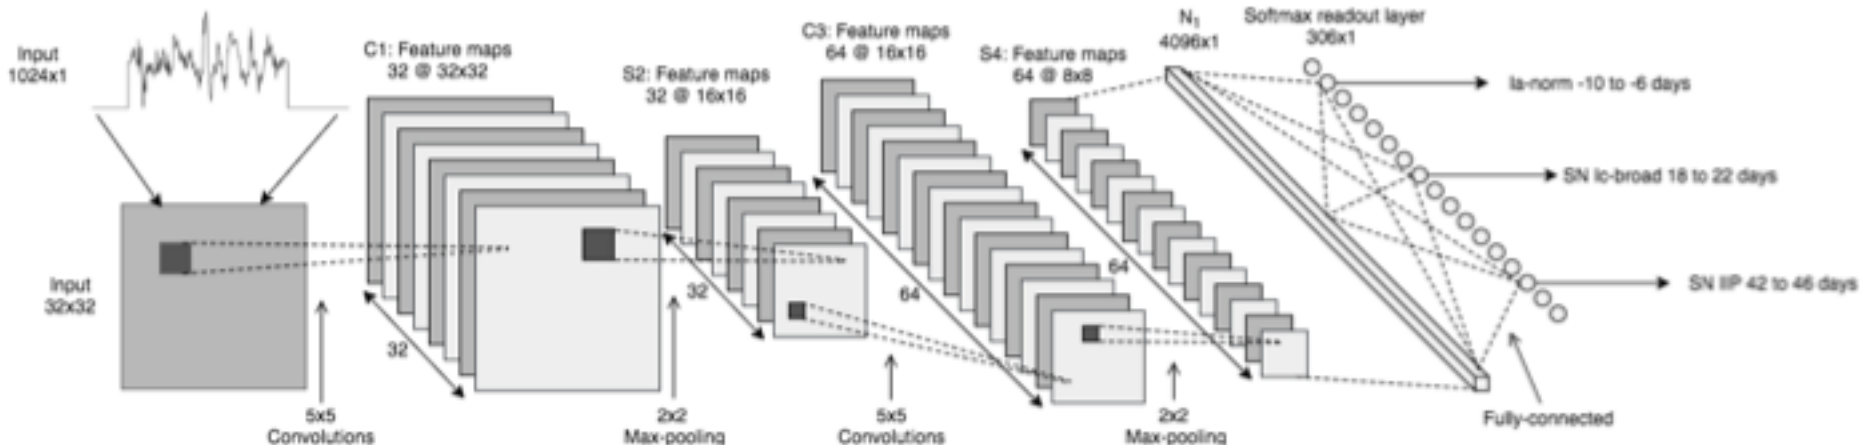 Input
1024x1
Input
32x32
C1: Feature maps
32 @ 32x32
32
5x5
Convolutions
S2: Feature maps
32 @ 16x16
32
2x2
Max-pooling
C3: Feature maps
64 @ 16x16
64
5x5
Convolutions
S4: Feature maps
64 @ 8x8
64
2x2
Max-pooling
N1
4096x1
Softmax readout layer
306x1
Ia-norm -10 to -6 days
SN Ic-broad 18 to 22 days
SN IIP 42 to 46 days
Fully-connected